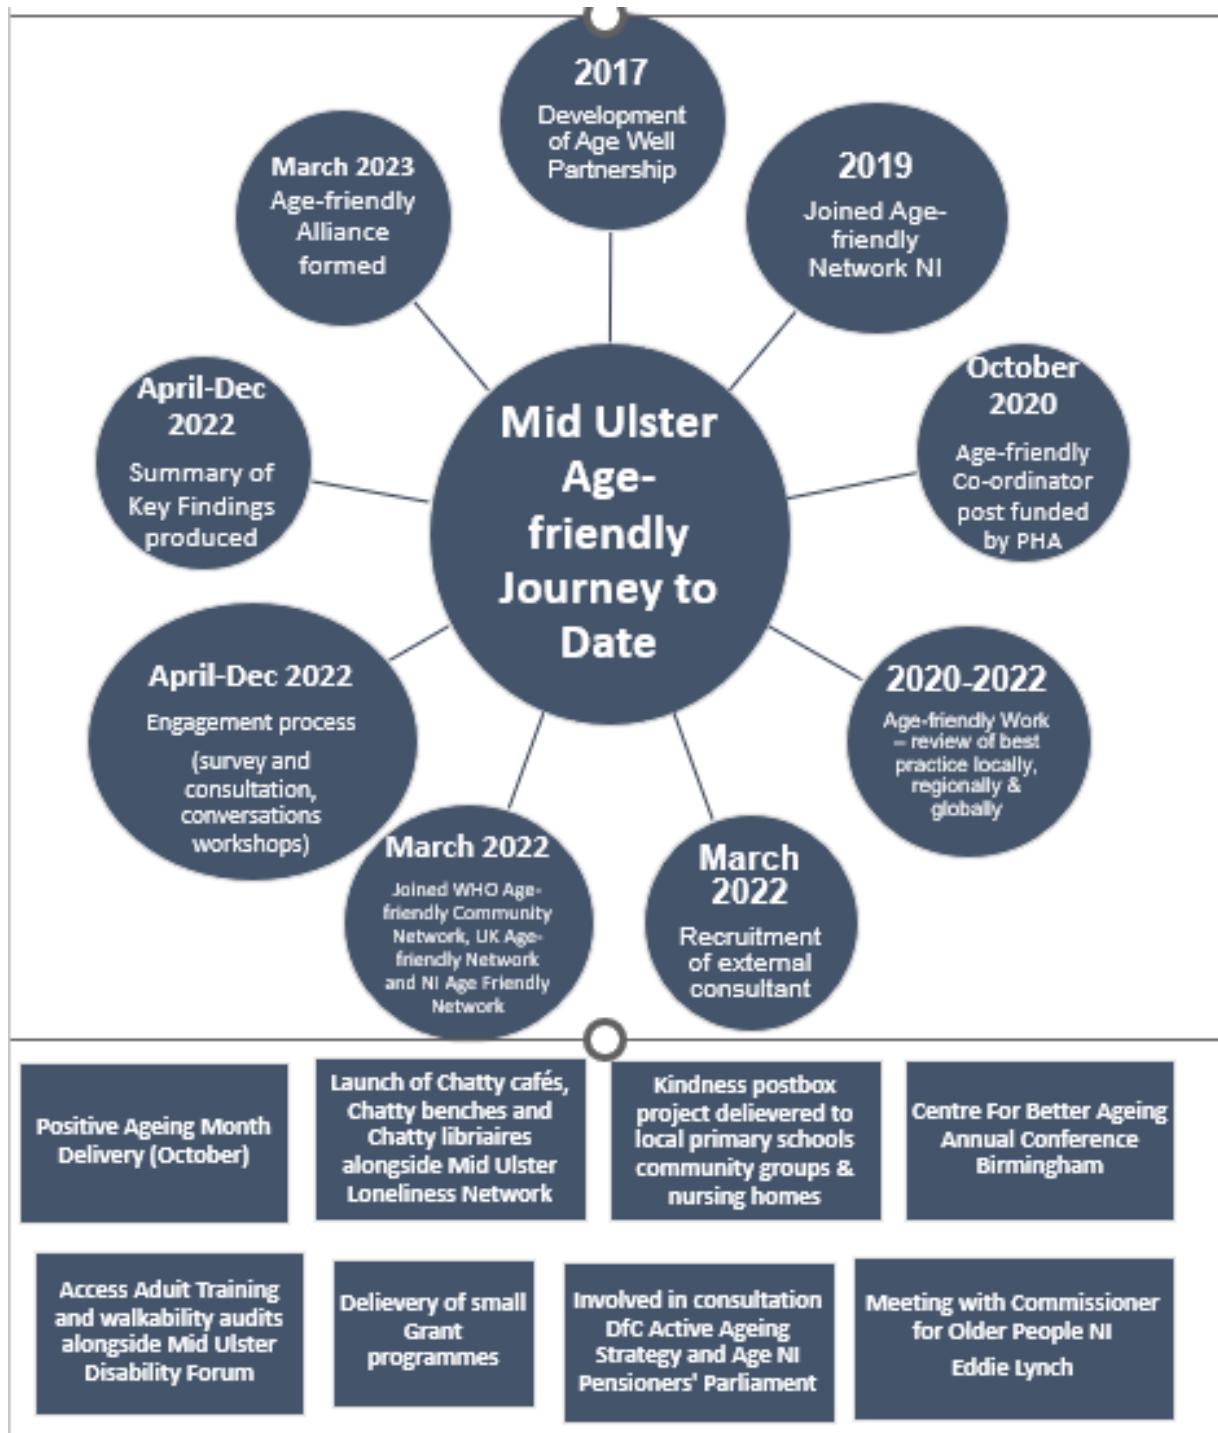 2017
Development
of Age Well
Partnership
2019
Joined Age-
friendly
Network NI
October
2020
Age-friendly
Co-ordinator
post funded
by PHA
2020-2022
Age-friendly Work
– review of best
practice locally,
regionally &
globally
March
2022
Recruitment
of external
consultant
March 2022
Joined WHO Age-
friendly Community
Network, UK Age-
friendly Network
and NI Age Friendly
Network
April-Dec 2022
Engagement process
(survey and
consultation,
conversations
workshops)
April-Dec
2022
Summary of
Key Findings
produced
March 2023
Age-friendly
Alliance
formed
Mid Ulster
Age-
friendly
Journey to
Date
Positive Ageing Month
Delivery (October)
Launch of Chatty cafés,
Chatty benches and
Chatty libriaires
alongside Mid Ulster
Loneliness Network
Kindness postbox
project delievered to
local primary schools
community groups &
nursing homes
Centre For Better Ageing
Annual Conference
Birmingham
Access Aduit Training
and walkability audits
alongside Mid Ulster
Disability Forum
Delievery of small
Grant
programmes
Involved in consultation
DfC Active Ageing
Strategy and Age NI
Pensioners' Parliament
Meeting with Commissioner
for Older People NI
Eddie Lynch